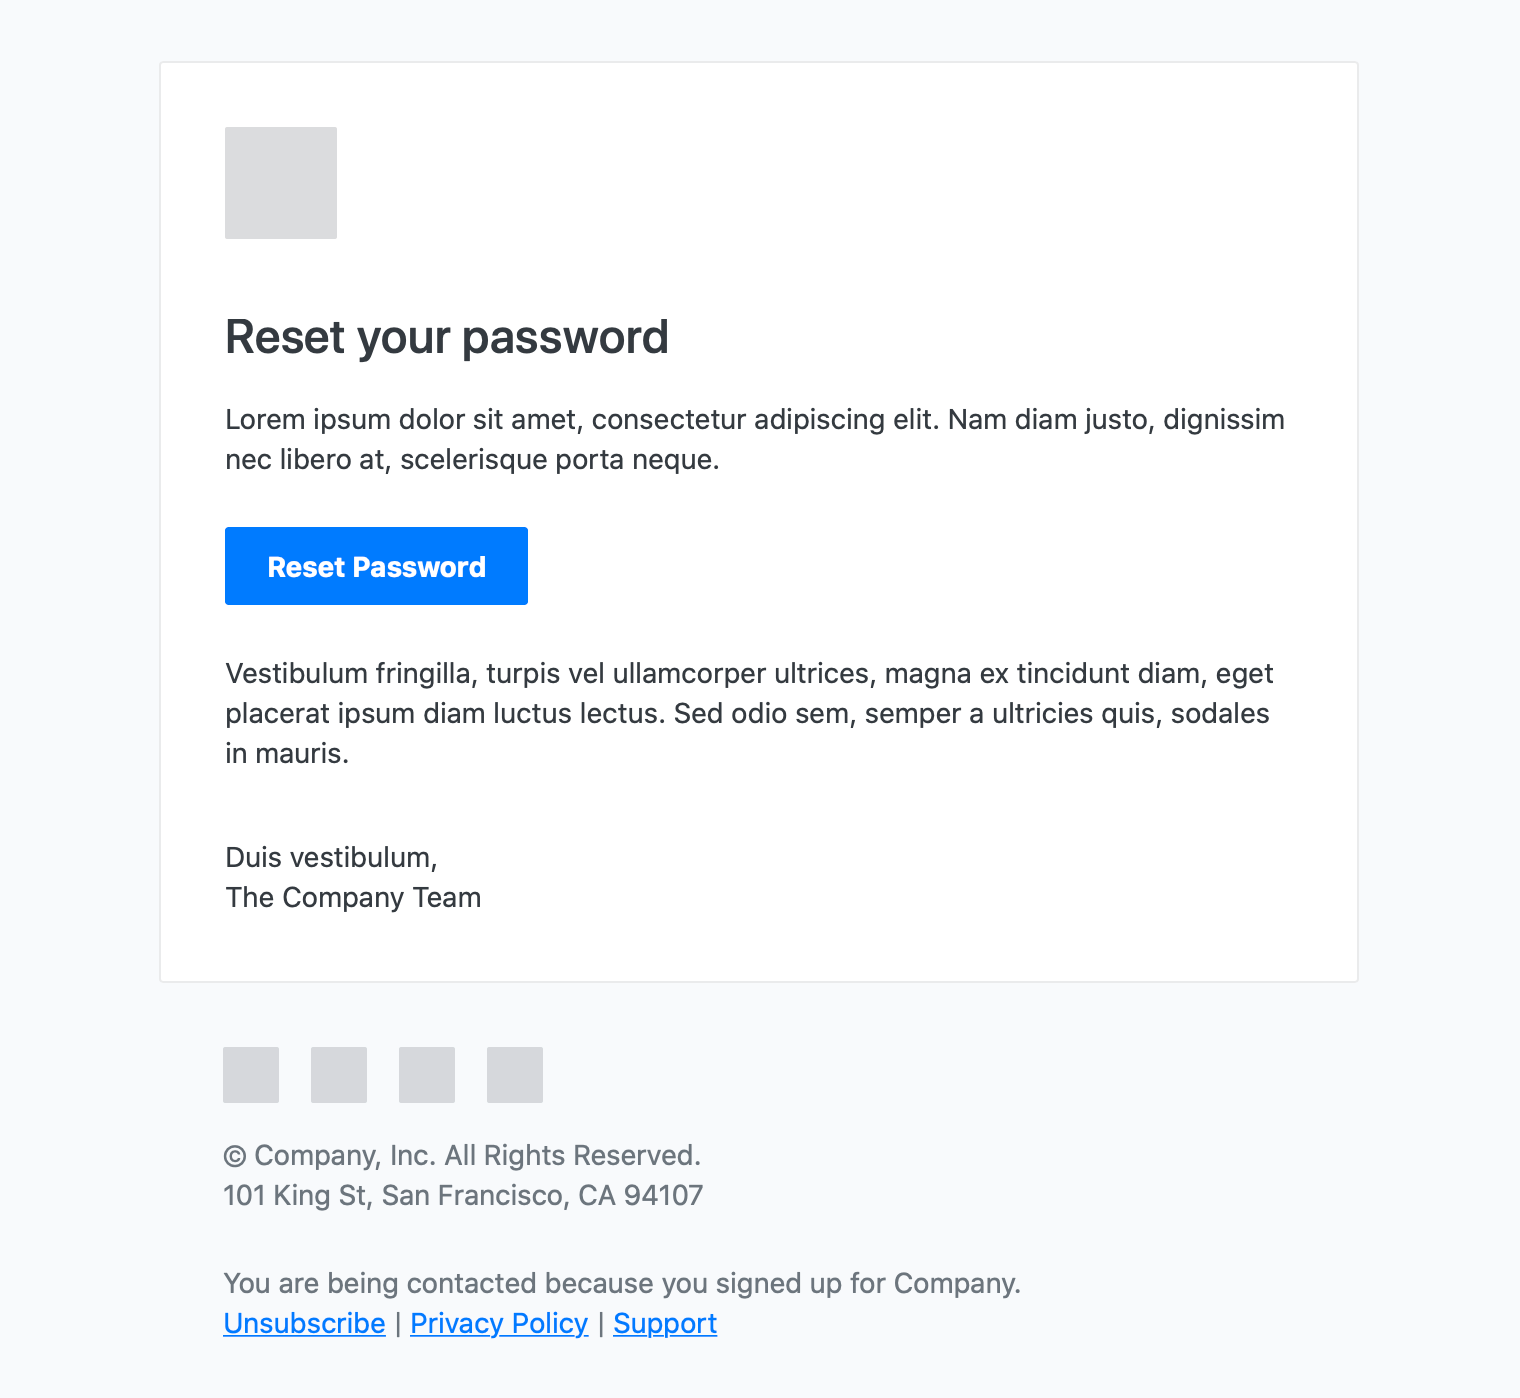 Reset your password
Lorem ipsum dolor sit amet, consectetur adipiscing elit. Nam diam justo, dignissim
nec libero at, scelerisque porta neque.
Reset Password
Vestibulum fringilla, turpis vel ullamcorper ultrices, magna ex tincidunt diam, eget
placerat ipsum diam luctus lectus. Sed odio sem, semper a ultricies quis, sodales
in mauris.
Duis vestibulum,
The Company Team
© Company, Inc. All Rights Reserved.
101 King St, San Francisco, CA 94107
You are being contacted because you signed up for Company.
Unsubscribe | Privacy Policy | Support